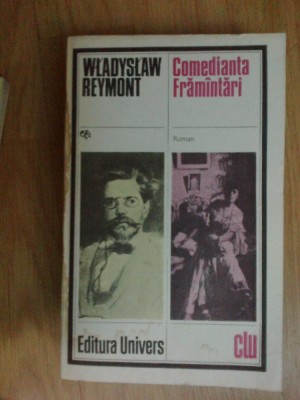 WŁADYSŁAW
REYMONT
Comedianta
Frămîntări
Roman
Editura Univers
clu